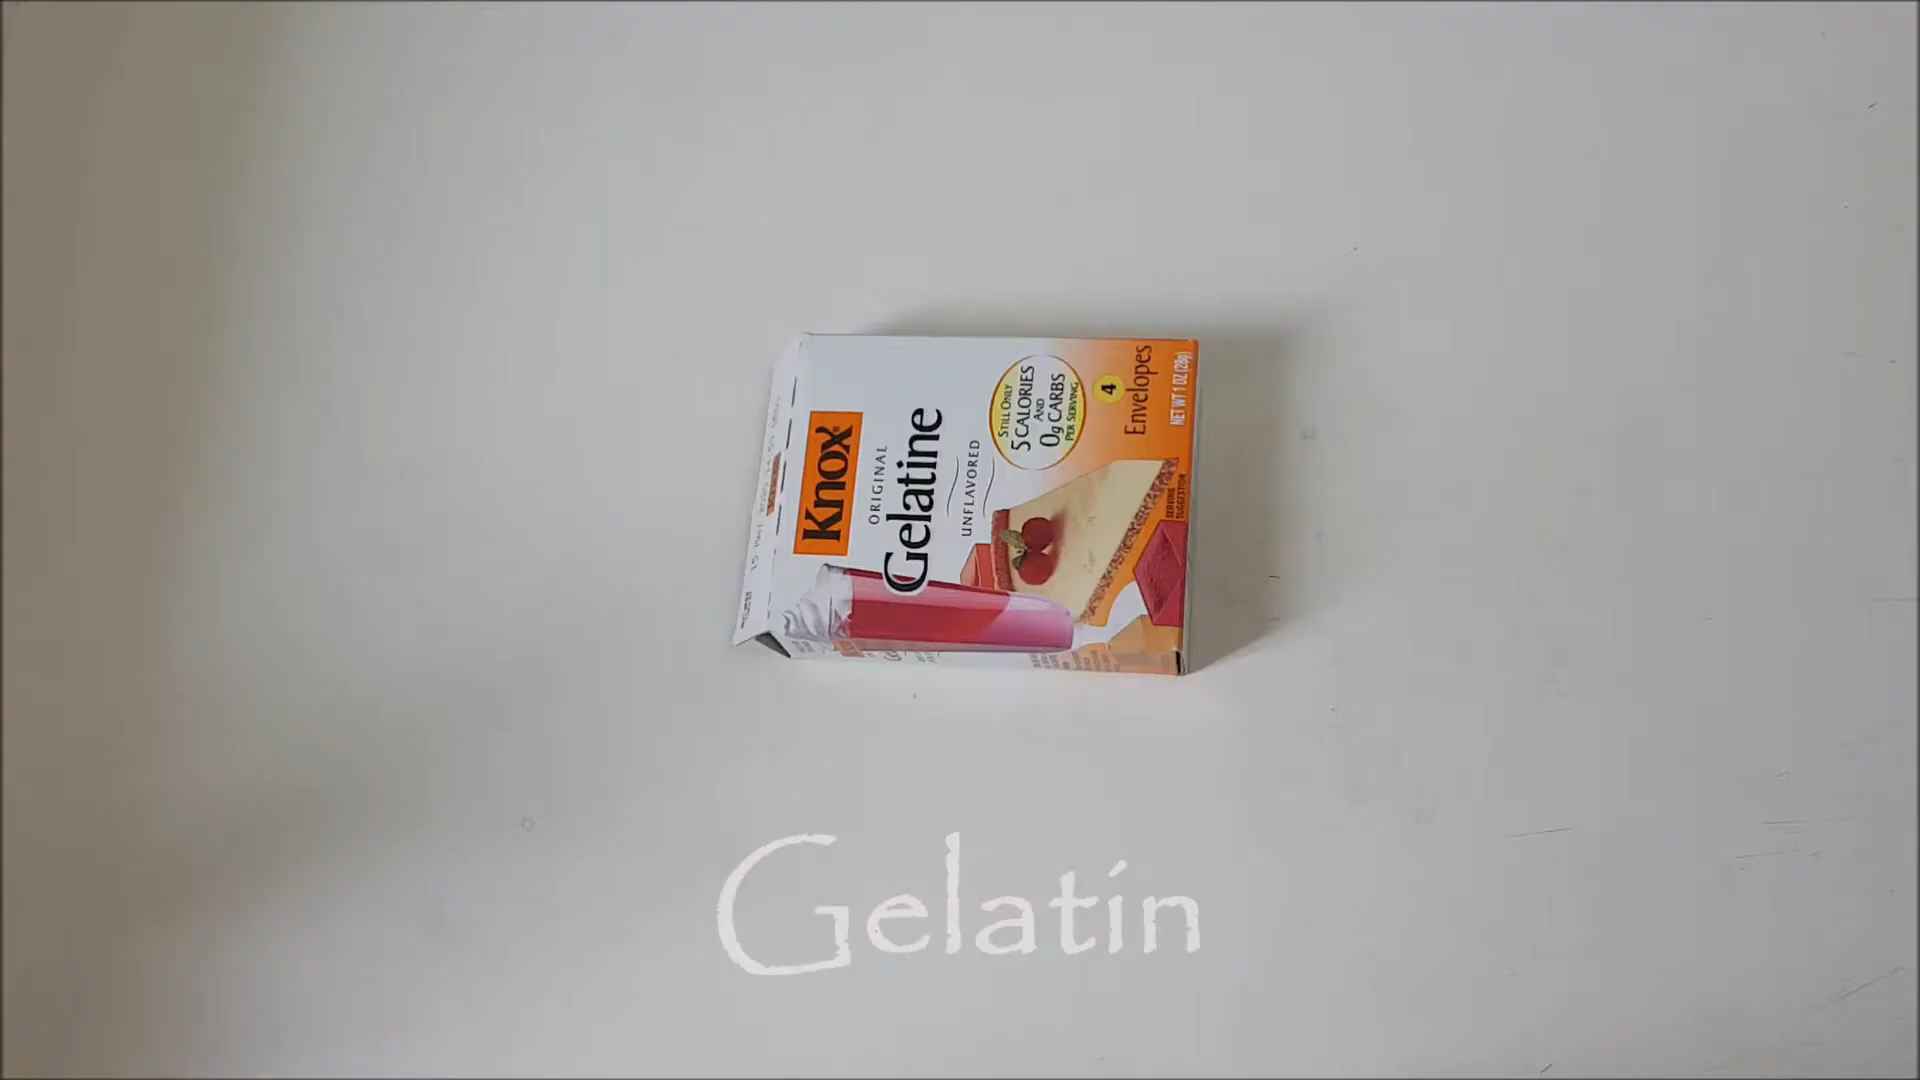 Knox
ORIGINAL
Gelatine
UNFLAVORED
STILL ONLY
5 CALORIES
AND
0g CARBS
PER SERVING
4
Envelopes
NET WT 1 OZ (28g)
SERVING
SUGGESTION
Gelatin